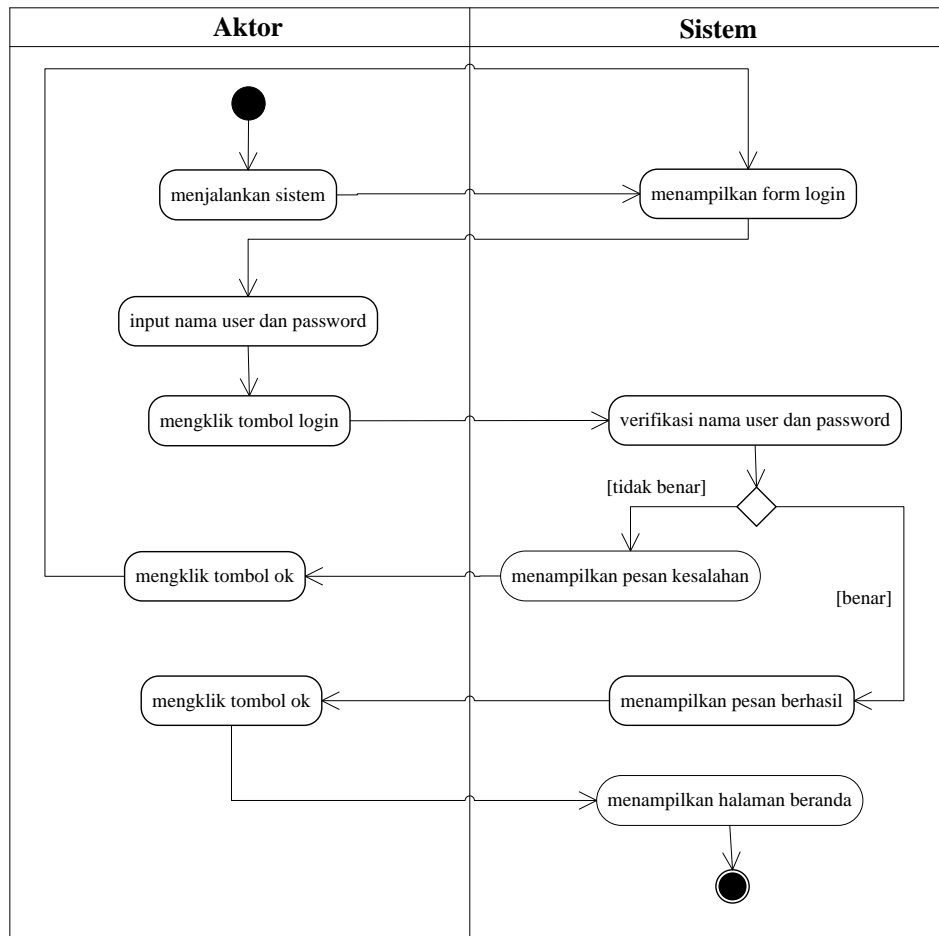 Aktor
Sistem
menjalankan sistem
menampilkan form login
input nama user dan password
mengklik tombol login
verifikasi nama user dan password
[tidak benar]
mengklik tombol ok
menampilkan pesan kesalahan
[benar]
mengklik tombol ok
menampilkan pesan berhasil
menampilkan halaman beranda